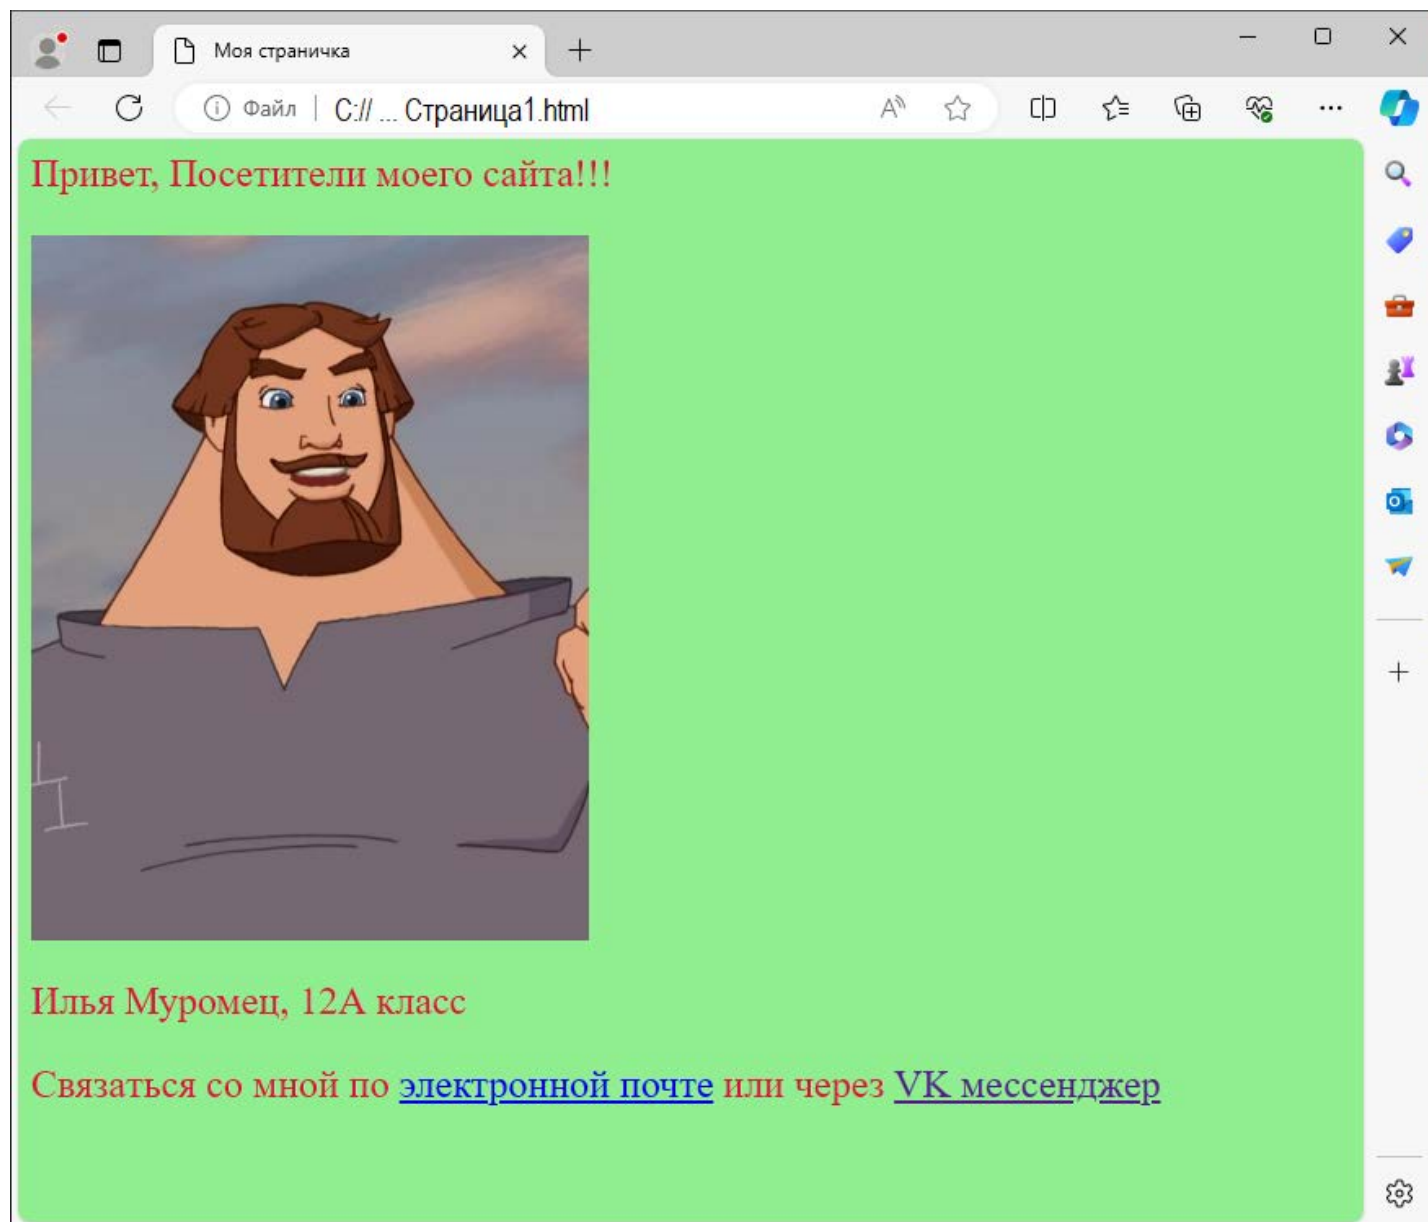 Моя страничка
Файл C:// ... Страница1.html
Привет, Посетители моего сайта!!!
Илья Муромец, 12А класс
Связаться со мной по электронной почте или через VK мессенджер